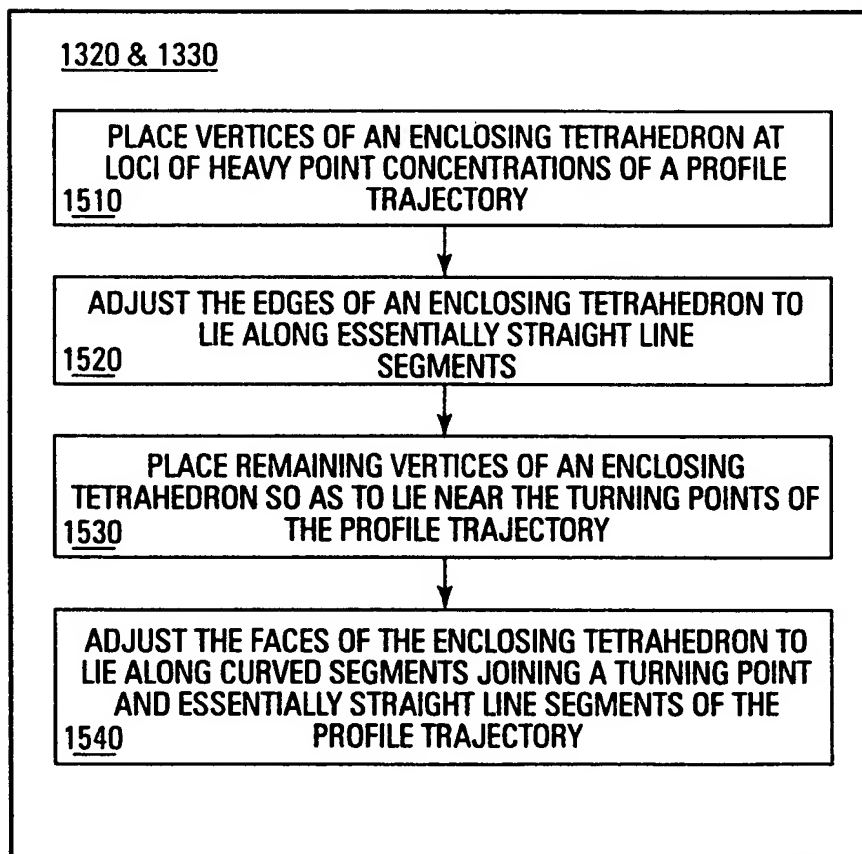 1320 & 1330
PLACE VERTICES OF AN ENCLOSING TETRAHEDRON AT
LOCI OF HEAVY POINT CONCENTRATIONS OF A PROFILE
TRAJECTORY
1510
ADJUST THE EDGES OF AN ENCLOSING TETRAHEDRON TO
LIE ALONG ESSENTIALLY STRAIGHT LINE
SEGMENTS
1520
PLACE REMAINING VERTICES OF AN ENCLOSING
TETRAHEDRON SO AS TO LIE NEAR THE TURNING POINTS OF
THE PROFILE TRAJECTORY
1530
ADJUST THE FACES OF THE ENCLOSING TETRAHEDRON TO
LIE ALONG CURVED SEGMENTS JOINING A TURNING POINT
AND ESSENTIALLY STRAIGHT LINE SEGMENTS OF THE
PROFILE TRAJECTORY
1540